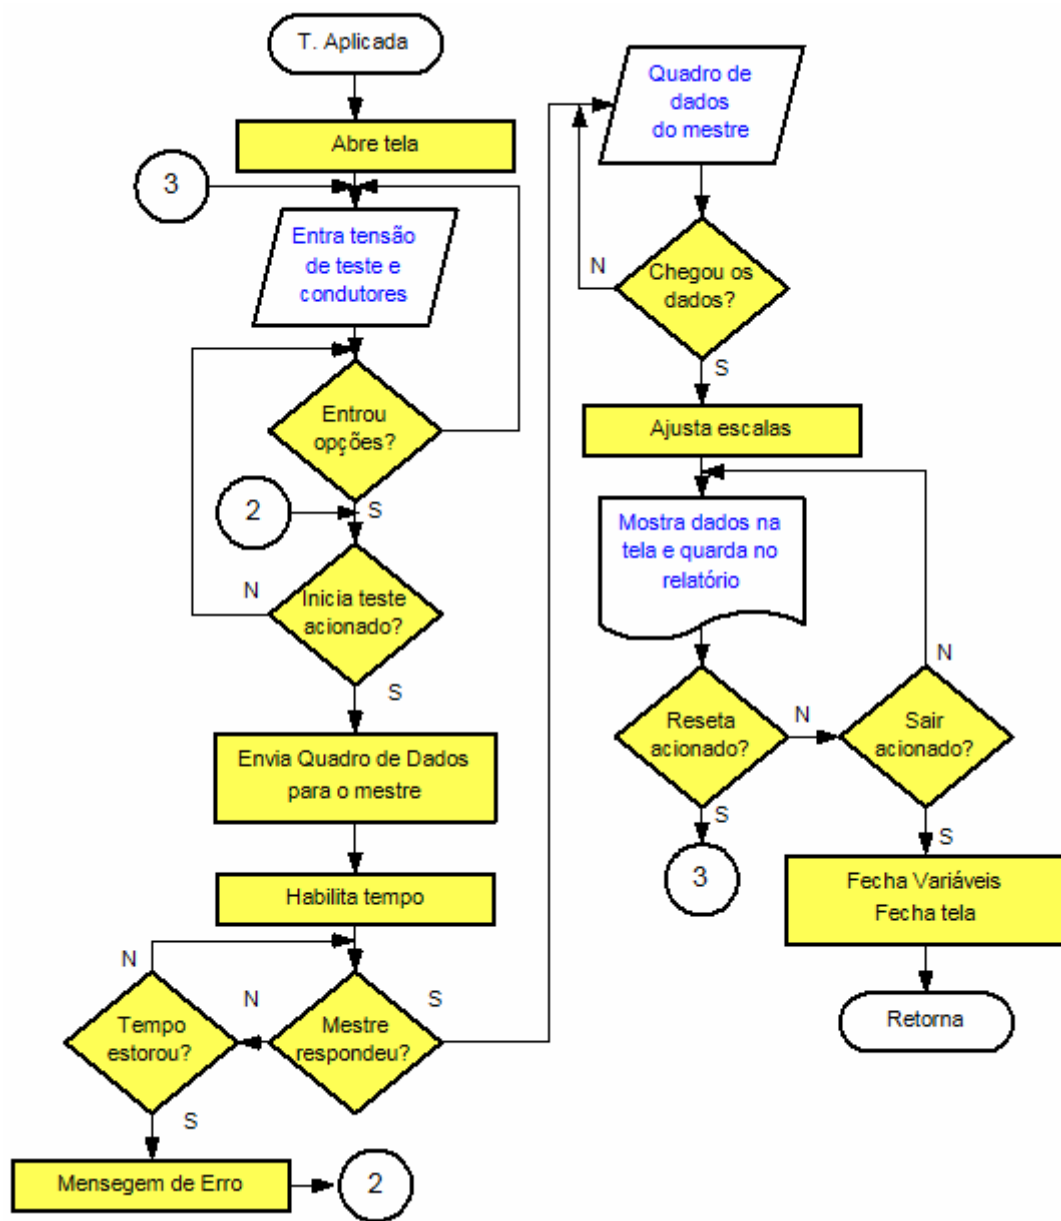 T. Aplicada
Abre tela
3
Entra tensão
de teste e
condutores
Entrou
opções?
2
S
N
Inicia teste
acionado?
S
Envia Quadro de Dados
para o mestre
Habilita tempo
N
N
S
Tempo
estorou?
Mestre
respondeu?
S
Mensegem de Erro
2
Quadro de
dados
do mestre
N
Chegou os
dados?
S
Ajusta escalas
Mostra dados na
tela e quarda no
relatório
N
Reseta
acionado?
N
Sair
acionado?
S
S
3
Fecha Variáveis
Fecha tela
Retorna